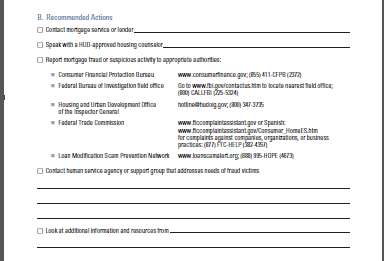 B. Recommended Actions
Contact mortgage service or lender
Speak with a HUD-approved housing counselor
Report mortgage fraud or suspicious activity to appropriate authorities:
Consumer Financial Protection Bureau www.consumerfinance.gov; (855) 411-CFPB (2372)
Federal Bureau of Investigation field office Go to www.fbi.gov/contactus.htm to locate nearest field office;
(800) CALLFBI (225-5324)
Housing and Urban Development Office hotline@hudoig.gov; (800) 347-3735
of the Inspector General
Federal Trade Commission www.ftccomplaintassistant.gov or Spanish:
www.ftccomplaintassistant.gov/Consumer_HomeES.htm
for complaints against companies, organizations, or business
practices: (877) FTC-HELP (382-4357)
Loan Modification Scam Prevention Network www.loanscamalert.org; (888) 995-HOPE (4673)
Contact human service agency or support group that addresses needs of fraud victims
Look at additional information and resources from